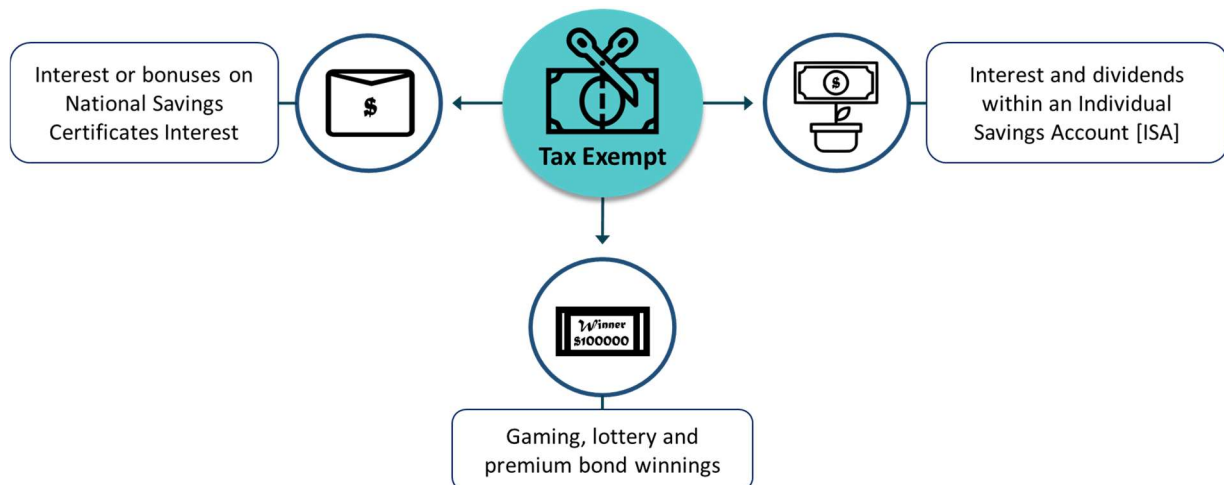 Tax Exempt
$
Interest or bonuses on
National Savings
Certificates Interest
$
Interest and dividends
within an Individual
Savings Account [ISA]
Winner
$100000
Gaming, lottery and
premium bond winnings